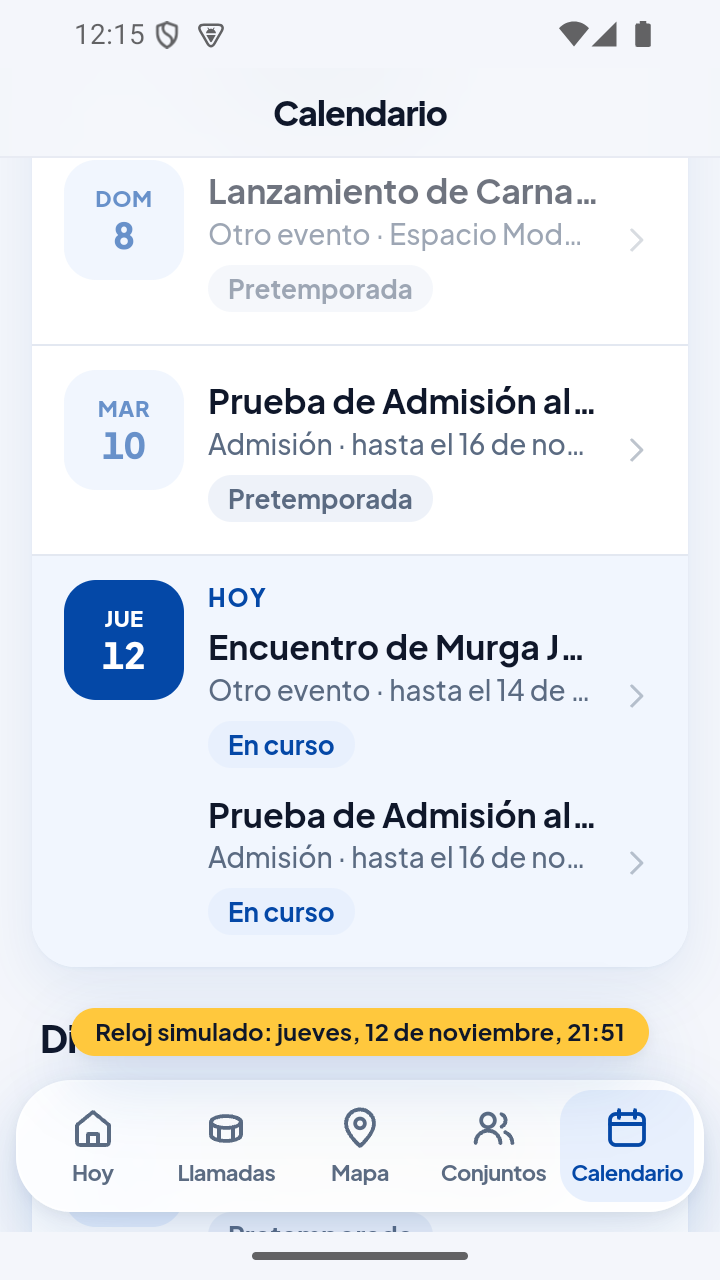 12:15
Calendario
DOM
8
Lanzamiento de Carna...
Otro evento · Espacio Mod...
Pretemporada
MAR
10
Prueba de Admisión al...
Admisión · hasta el 16 de no...
Pretemporada
JUE
12
HOY
Encuentro de Murga J...
Otro evento · hasta el 14 de ...
En curso
Prueba de Admisión al...
Admisión · hasta el 16 de no...
En curso
Reloj simulado: jueves, 12 de noviembre, 21:51
Hoy
Llamadas
Mapa
Conjuntos
Calendario
Pretemporada